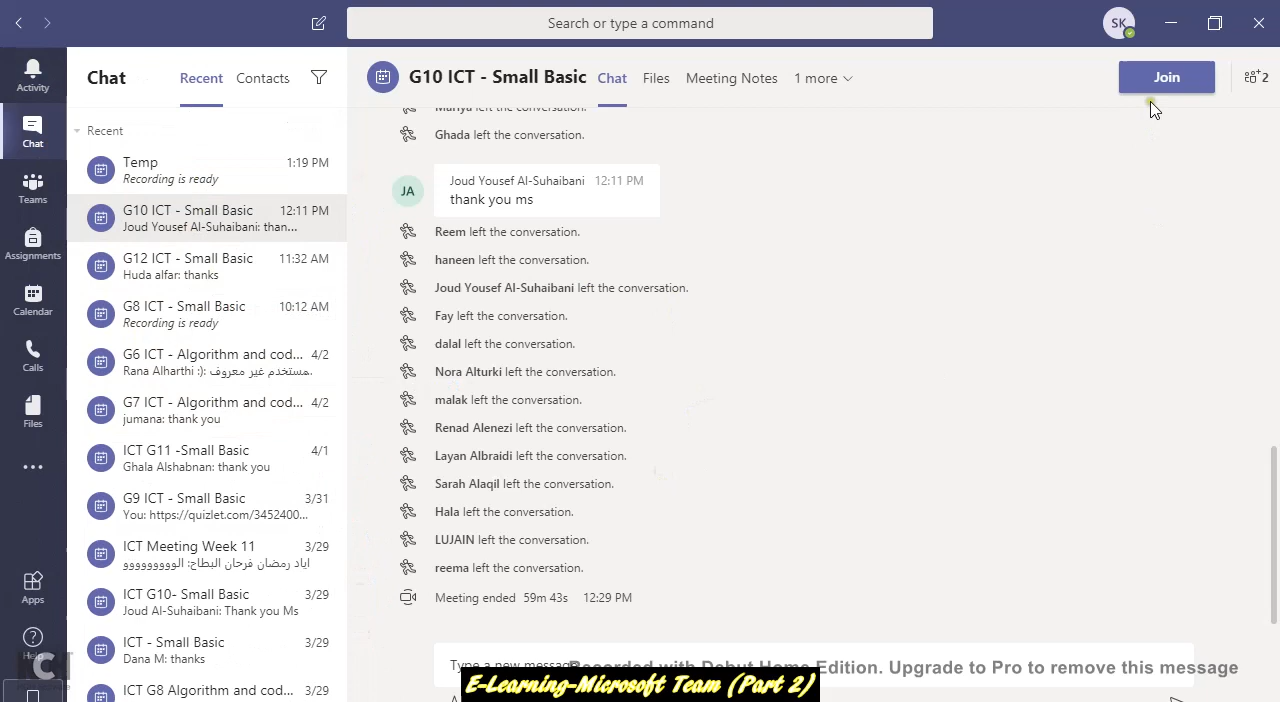 Search or type a command
SK
Activity
Chat
Teams
Assignments
Calendar
Calls
Files
Apps
Help
Chat
Recent
Contacts
Recent
Temp 1:19 PM
Recording is ready
G10 ICT - Small Basic 12:11 PM
Joud Yousef Al-Suhaibani: than...
G12 ICT - Small Basic 11:32 AM
Huda alfar: thanks
G8 ICT - Small Basic 10:12 AM
Recording is ready
G6 ICT - Algorithm and cod... 4/2
Rana Alharthi :): مستخدم غير معروف.
G7 ICT - Algorithm and cod... 4/2
jumana: thank you
ICT G11 -Small Basic 4/1
Ghala Alshabnan: thank you
G9 ICT - Small Basic 3/31
You: https://quizlet.com/3452400...
ICT Meeting Week 11 3/29
اياد رمضان فرحان البطاح: الووووووووو
ICT G10- Small Basic 3/29
Joud Al-Suhaibani: Thank you Ms
ICT - Small Basic 3/29
Dana M: thanks
ICT G8 Algorithm and cod... 3/29
G10 ICT - Small Basic
Chat
Files
Meeting Notes
1 more
Join
2
Mariya left the conversation.
Ghada left the conversation.
JA
Joud Yousef Al-Suhaibani 12:11 PM
thank you ms
Reem left the conversation.
haneen left the conversation.
Joud Yousef Al-Suhaibani left the conversation.
Fay left the conversation.
dalal left the conversation.
Nora Alturki left the conversation.
malak left the conversation.
Renad Alenezi left the conversation.
Layan Albraidi left the conversation.
Sarah Alaqil left the conversation.
Hala left the conversation.
LUJAIN left the conversation.
reema left the conversation.
Meeting ended 59m 43s 12:29 PM
Type a new message
Recorded with Debut Home Edition. Upgrade to Pro to remove this message
E-Learning-Microsoft Team (Part 2)